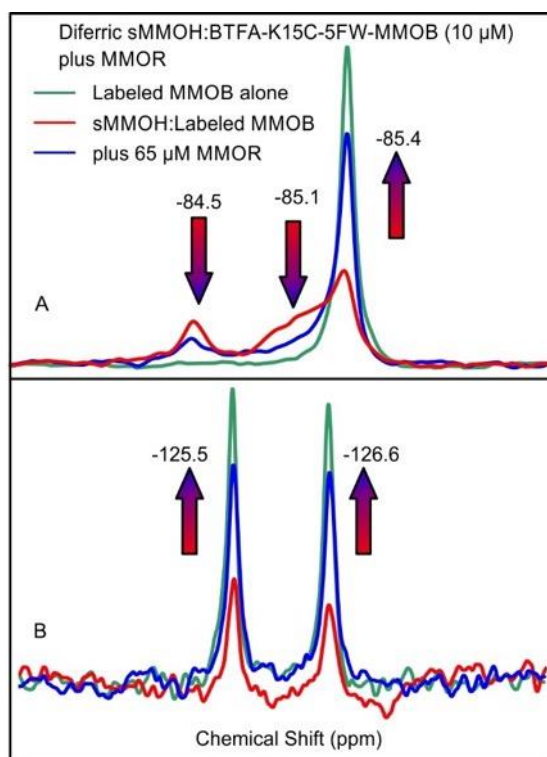 Diferric sMMOH:BTFA-K15C-5FW-MMOB (10 µM)
plus MMOR
Labeled MMOB alone
sMMOH:Labeled MMOB
plus 65 µM MMOR
-85.4
-84.5
-85.1
A
-125.5
-126.6
B
Chemical Shift (ppm)